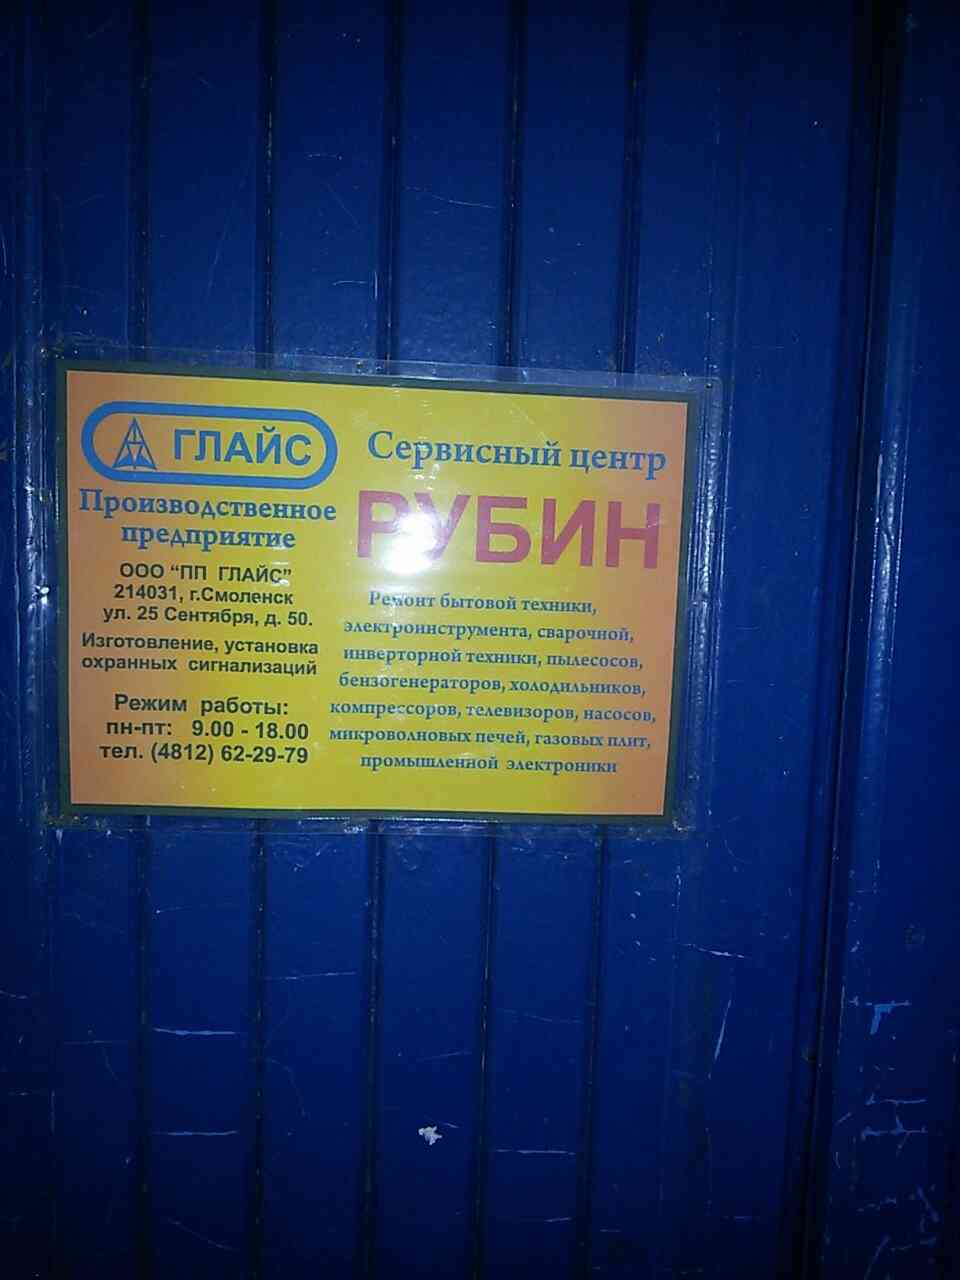 ГЛАЙС
Производственное
предприятие
ООО “ПП ГЛАЙС”
214031, г.Смоленск
ул. 25 Сентября, д. 50.
Изготовление, установка
охранных сигнализаций
Режим работы:
пн-пт: 9.00 - 18.00
тел. (4812) 62-29-79
Сервисный центр
РУБИН
Ремонт бытовой техники,
электроинструмента, сварочной,
инверторной техники, пылесосов,
бензогенераторов, холодильников,
компрессоров, телевизоров, насосов,
микроволновых печей, газовых плит,
промышленной электроники